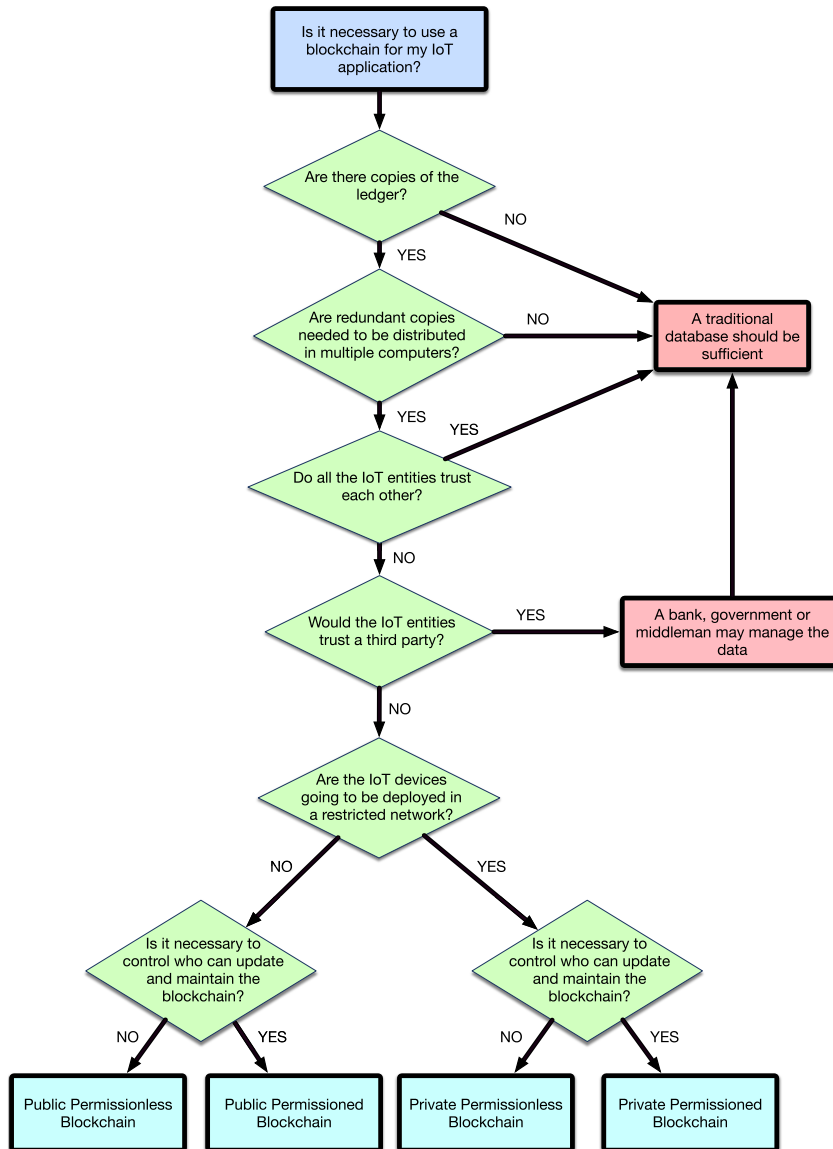 Is it necessary to use a
blockchain for my IoT
application?
Are there copies of the
ledger?
NO
YES
Are redundant copies
needed to be distributed
in multiple computers?
NO
A traditional
database should be
sufficient
YES
YES
Do all the IoT entities trust
each other?
NO
Would the IoT entities
trust a third party?
YES
A bank, government or
middleman may manage the
data
NO
Are the IoT devices
going to be deployed in
a restricted network?
NO
YES
Is it necessary to
control who can update
and maintain the
blockchain?
Is it necessary to
control who can update
and maintain the
blockchain?
NO
YES
NO
YES
Public Permissionless
Blockchain
Public Permissioned
Blockchain
Private Permissionless
Blockchain
Private Permissioned
Blockchain